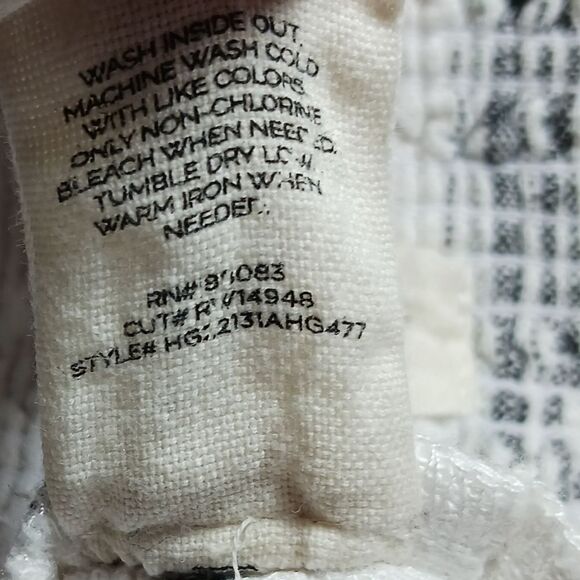 WASH INSIDE OUT.
MACHINE WASH COLD
WITH LIKE COLORS.
ONLY NON-CHLORINE
BLEACH WHEN NEEDED.
TUMBLE DRY LOW.
WARM IRON WHEN
NEEDED.
RN#
CUT#
STYLE#